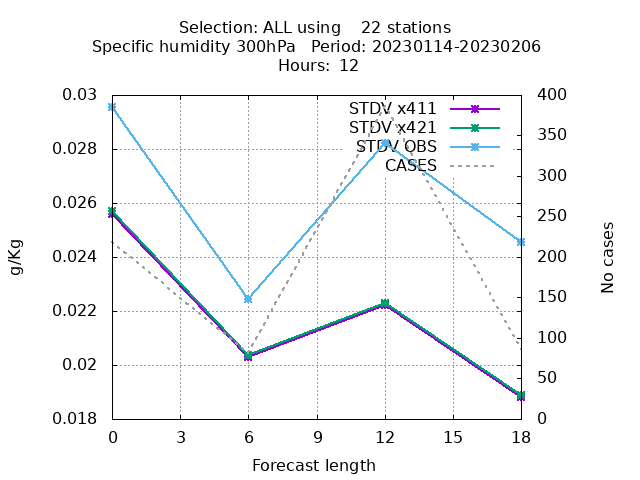 Selection: ALL using    22 stations
Specific humidity 300hPa   Period: 20230114-20230206
Hours:  12
STDV x411
STDV x421
STDV OBS
CASES
0.03
0.028
0.026
0.024
0.022
0.02
0.018
400
350
300
250
200
150
100
50
0
g/Kg
No cases
0 3 6 9 12 15 18
Forecast length